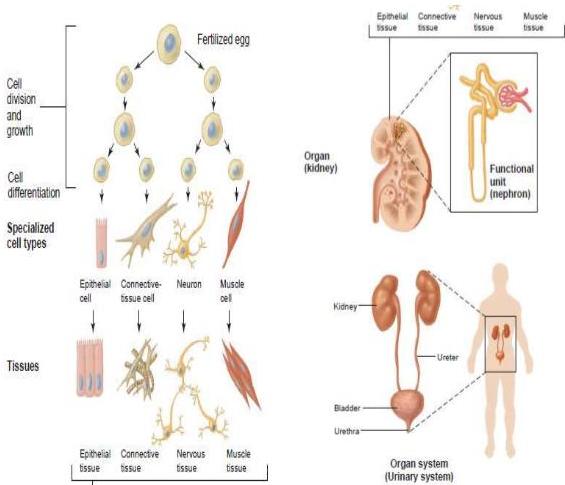 Fertilized egg
Cell
division
and
growth
Cell
differentiation
Specialized
cell types
Epithelial
cell
Connective-
tissue cell
Neuron
Muscle
cell
Tissues
Epithelial
tissue
Connective
tissue
Nervous
tissue
Muscle
tissue
Epithelial
tissue
Connective
tissue
Nervous
tissue
Muscle
tissue
Organ
(kidney)
Functional
unit
(nephron)
Kidney
Ureter
Bladder
Urethra
Organ system
(Urinary system)